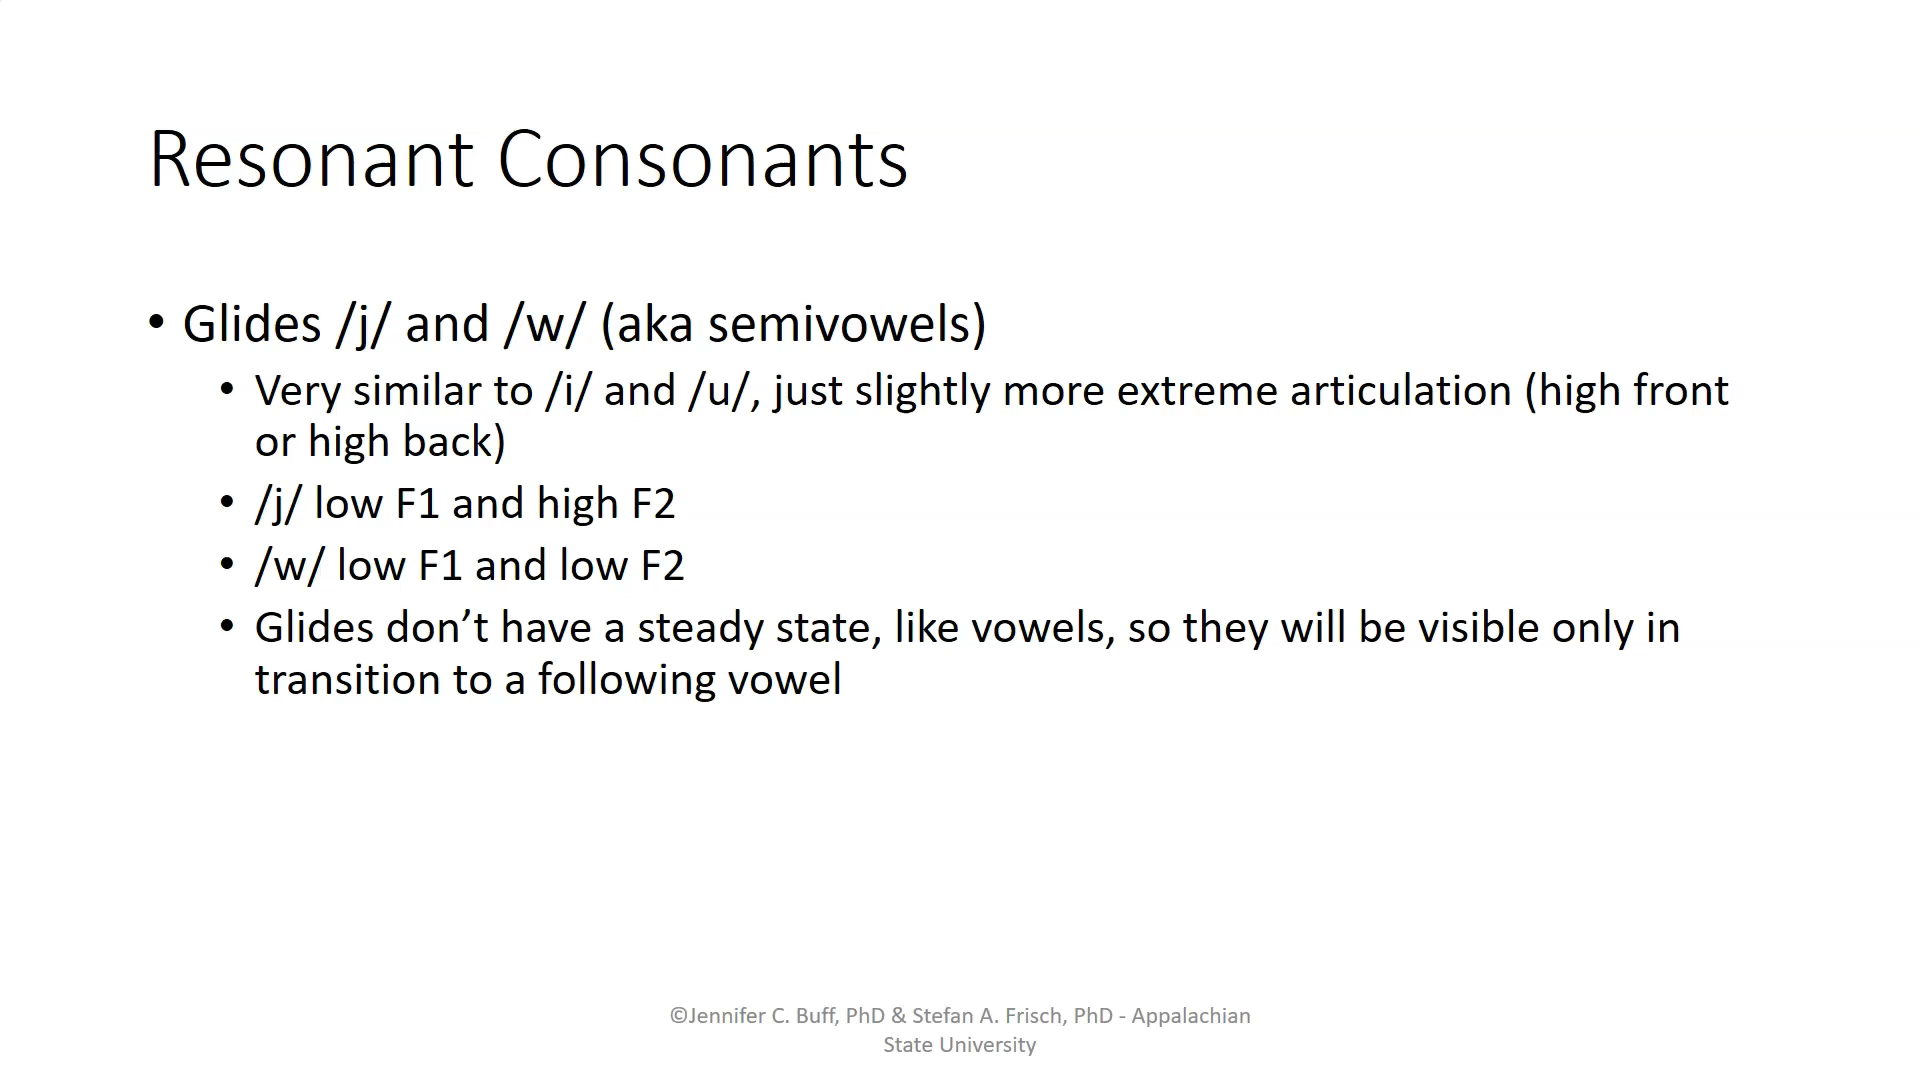 Resonant Consonants
• Glides /j/ and /w/ (aka semivowels)
• Very similar to /i/ and /u/, just slightly more extreme articulation (high front
or high back)
• /j/ low F1 and high F2
• /w/ low F1 and low F2
• Glides don’t have a steady state, like vowels, so they will be visible only in
transition to a following vowel
©Jennifer C. Buff, PhD & Stefan A. Frisch, PhD - Appalachian
State University